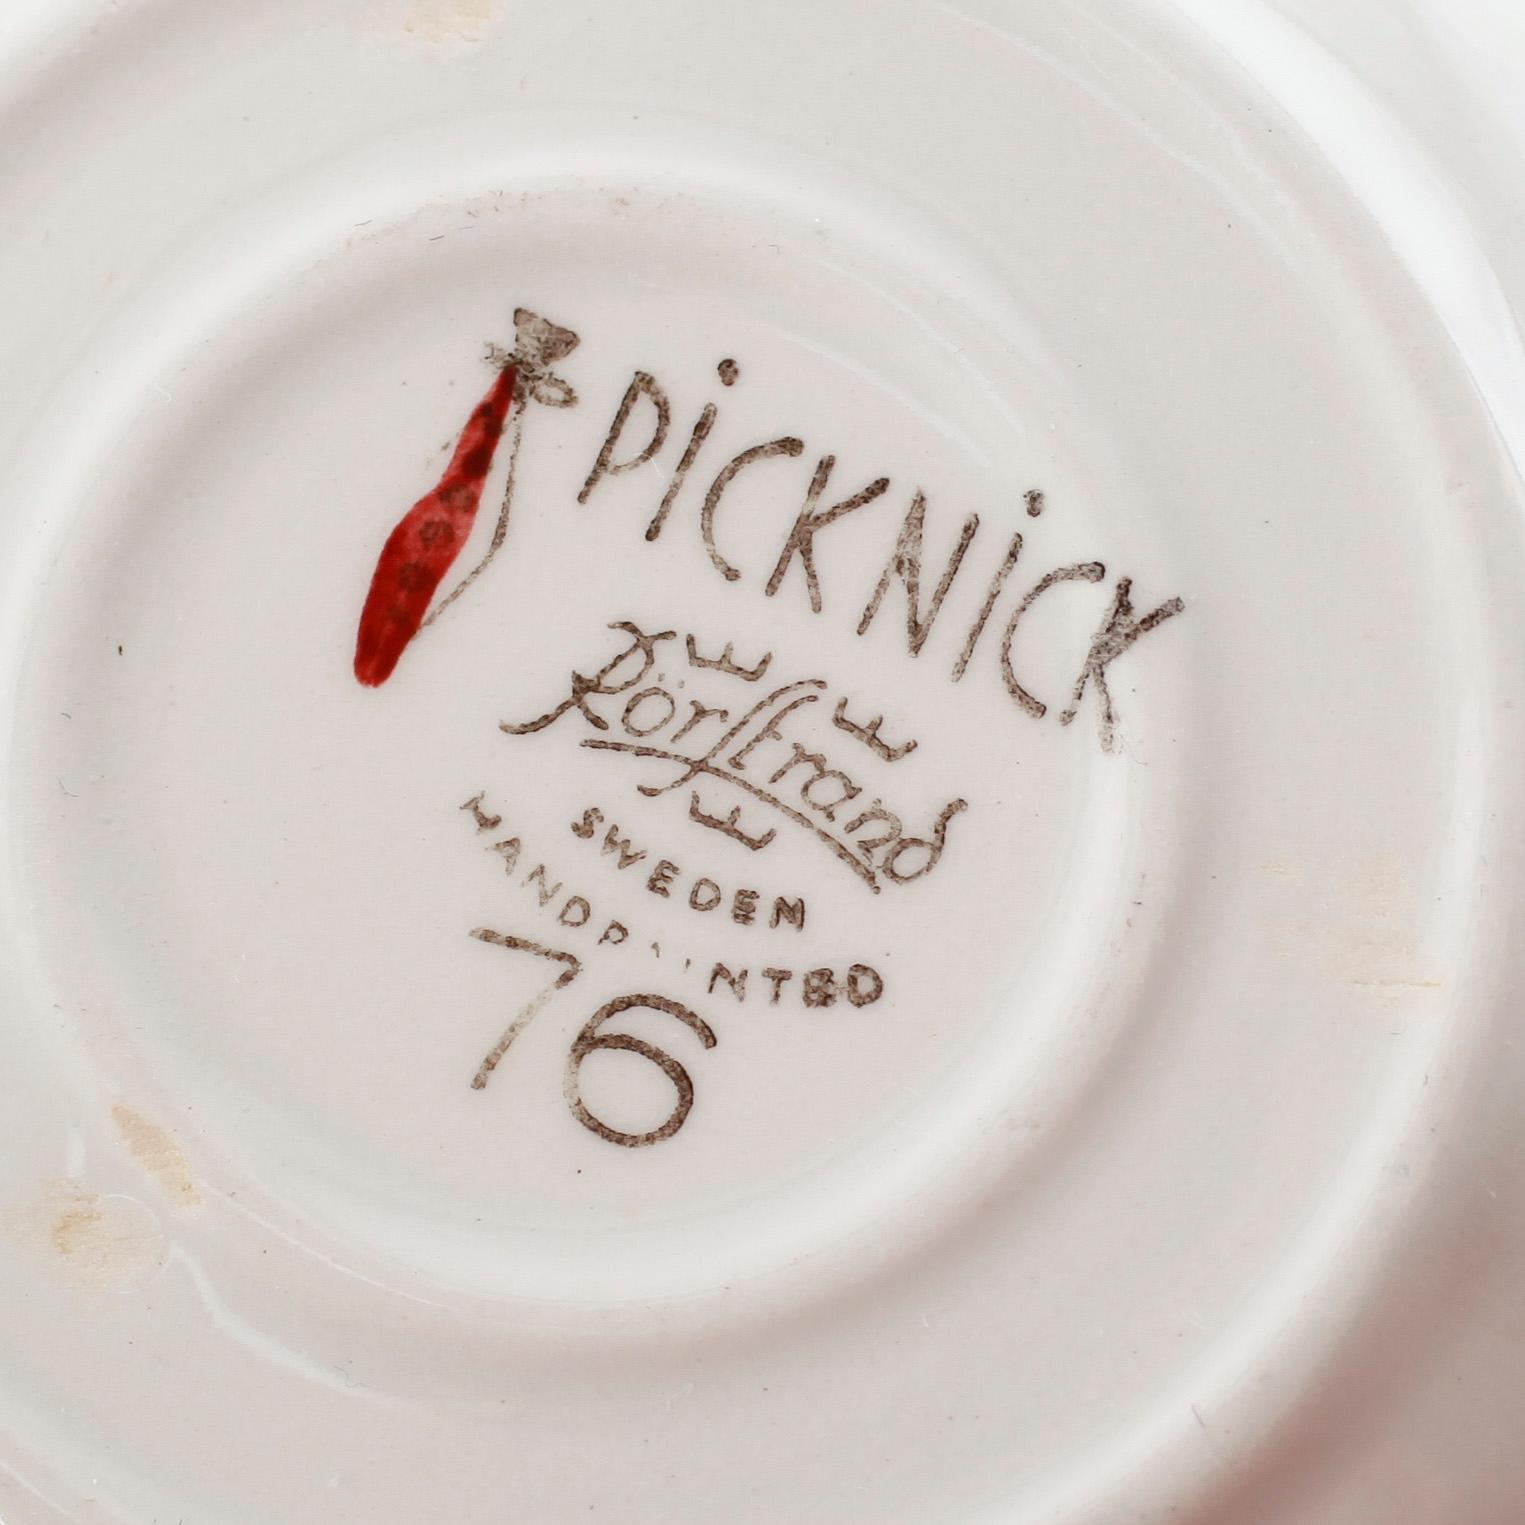 PiCKNiCK
Rörstrand
SWEDEN
HANDPAINTED
76